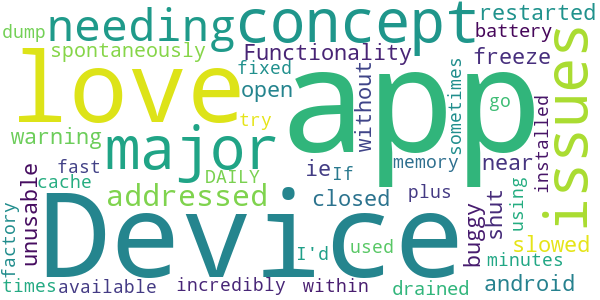 dump
needing
concept
restarted
spontaneously
Functionality
battery
love
app
issues
fixed
freeze
open
without
sometimes
try
go
warning
major
installed
unusable
fast
cache
DAILY
ie
If
memory
near
addressed
closed
plus
buggy
shut
using
slowed
factory
Device
I'd
used
minutes
times
available
incredibly
within
drained
android